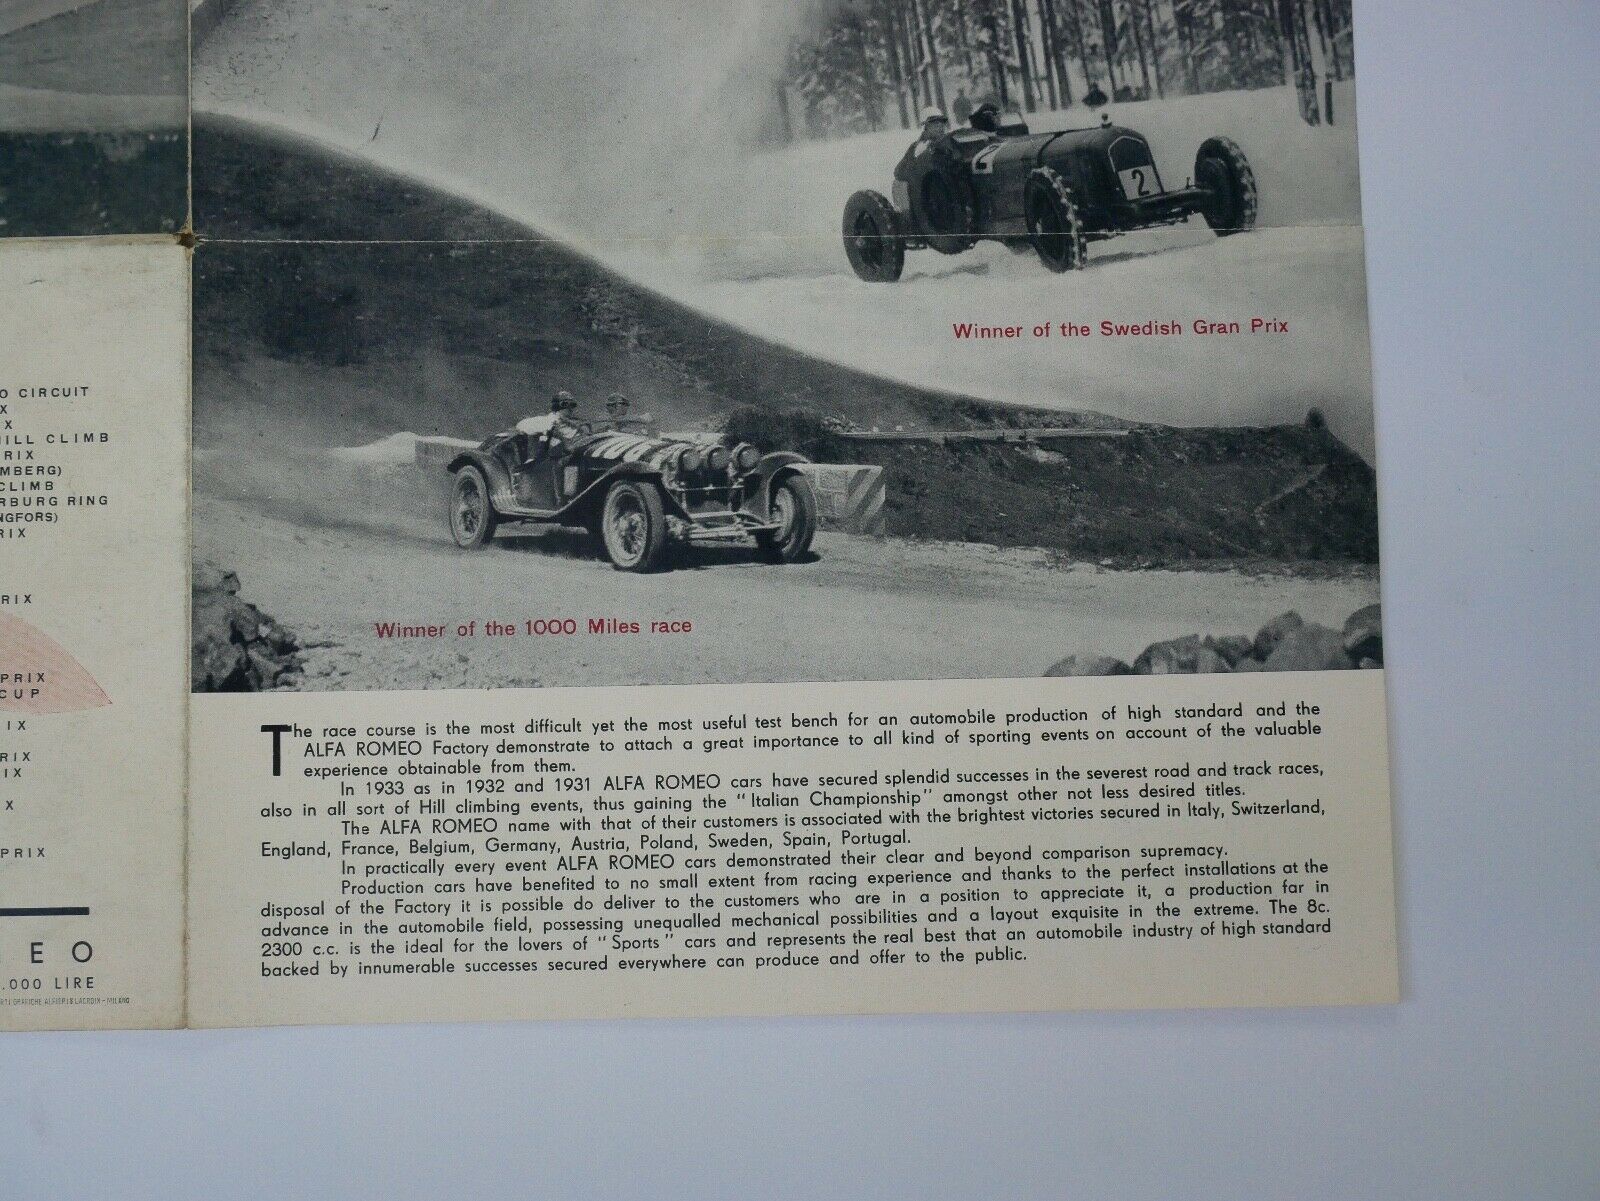 2
2
Winner of the Swedish Gran Prix
Winner of the 1000 Miles race
O CIRCUIT
X
IX
HILL CLIMB
RIX
MBERG)
CLIMB
RBURG RING
NGFORS)
RIX
RIX
PRIX
CUP
IX
RIX
IX
X
PRIX
EO
.000 LIRE
RTI GRAFICHE ALFIERI & LACROIX - MILANO
The race course is the most difficult yet the most useful test bench for an automobile production of high standard and the
ALFA ROMEO Factory demonstrate to attach a great importance to all kind of sporting events on account of the valuable
experience obtainable from them.
In 1933 as in 1932 and 1931 ALFA ROMEO cars have secured splendid successes in the severest road and track races,
also in all sort of Hill climbing events, thus gaining the "Italian Championship" amongst other not less desired titles.
The ALFA ROMEO name with that of their customers is associated with the brightest victories secured in Italy, Switzerland,
England, France, Belgium, Germany, Austria, Poland, Sweden, Spain, Portugal.
In practically every event ALFA ROMEO cars demonstrated their clear and beyond comparison supremacy.
Production cars have benefited to no small extent from racing experience and thanks to the perfect installations at the
disposal of the Factory it is possible do deliver to the customers who are in a position to appreciate it, a production far in
advance in the automobile field, possessing unequalled mechanical possibilities and a layout exquisite in the extreme. The 8c.
2300 c.c. is the ideal for the lovers of "Sports" cars and represents the real best that an automobile industry of high standard
backed by innumerable successes secured everywhere can produce and offer to the public.